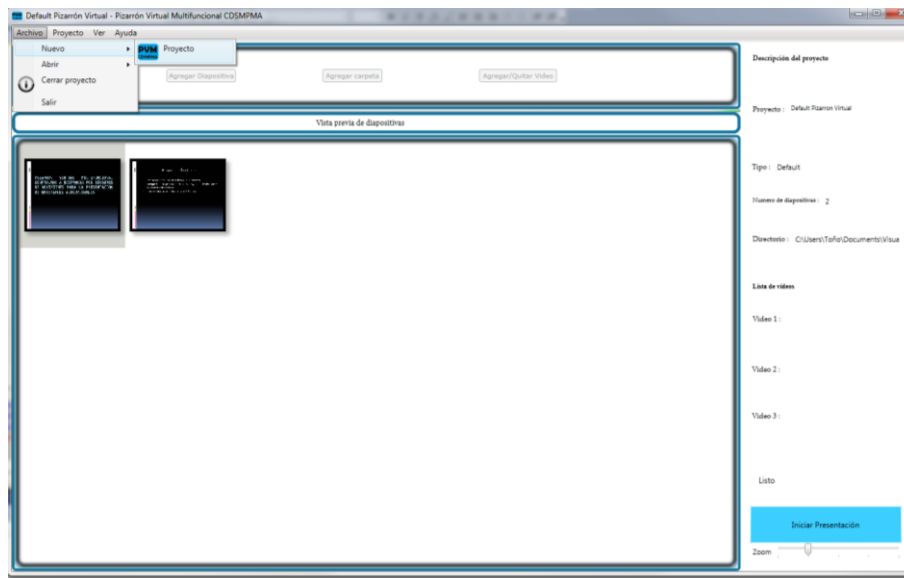 Default Pizarrón Virtual - Pizarrón Virtual Multifuncional CDSMPMA
Archivo Proyecto Ver Ayuda
Nuevo
PVM
Proyecto
Abrir
Cerrar proyecto
Salir
Agregar Diapositiva
Agregar carpeta
Agregar/Quitar Video
Vista previa de diapositivas
Descripción del proyecto
Proyecto : Default Pizarron Virtual
Tipo : Default
Numero de diapositivas : 2
Directorio : C:\Users\Toño\Documents\Visua
Lista de videos
Video 1 :
Video 2 :
Video 3 :
Listo
Iniciar Presentación
Zoom